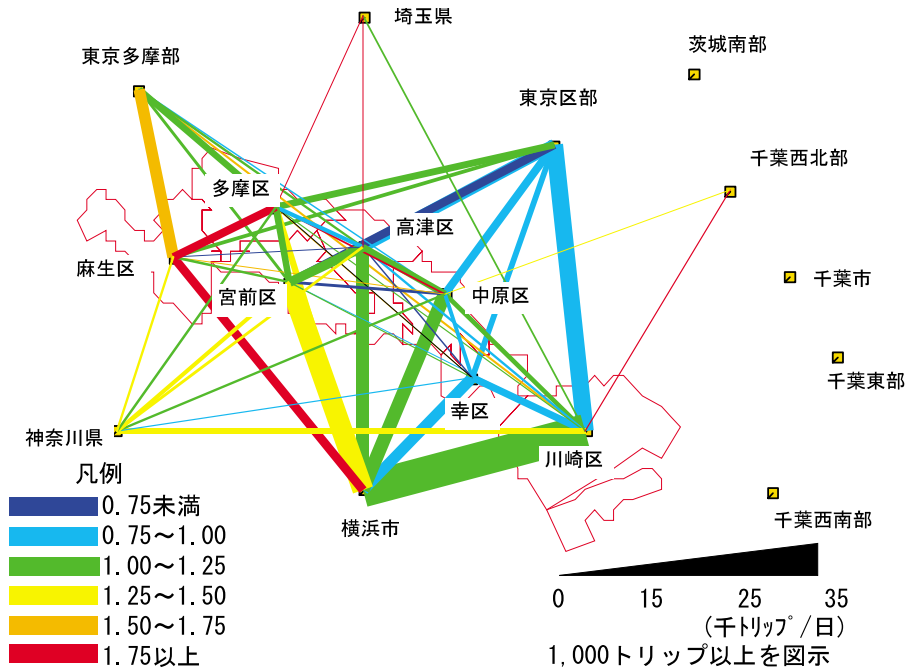 埼玉県
東京多摩部
茨城南部
東京区部
千葉西北部
多摩区
高津区
麻生区
宮前区
中原区
千葉市
千葉東部
幸区
神奈川県
川崎区
凡例
横浜市
千葉西南部
0.75未満
0.75～1.00
1.00～1.25
1.25～1.50
1.50～1.75
1.75以上
0 15 25 35
(千ﾄﾘｯﾌﾟ/日)
1,000トリップ以上を図示